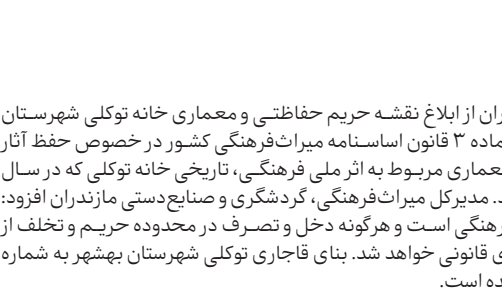 ران از ابلاغ نقشه حریم حفاظتی و معماری خانه توکلی شهرستان
ماده ۳ قانون اساسنامه میراث‌فرهنگی کشور در خصوص حفظ آثار
معماری مربوط به اثر ملی فرهنگی، تاریخی خانه توکلی که در سال
د. مدیرکل میراث‌فرهنگی، گردشگری و صنایع‌دستی مازندران افزود:
رهنگی است و هرگونه دخل و تصرف در محدوده حریم و تخلف از
ی قانونی خواهد شد. بنای قاجاری توکلی شهرستان بهشهر به شماره
ده است.